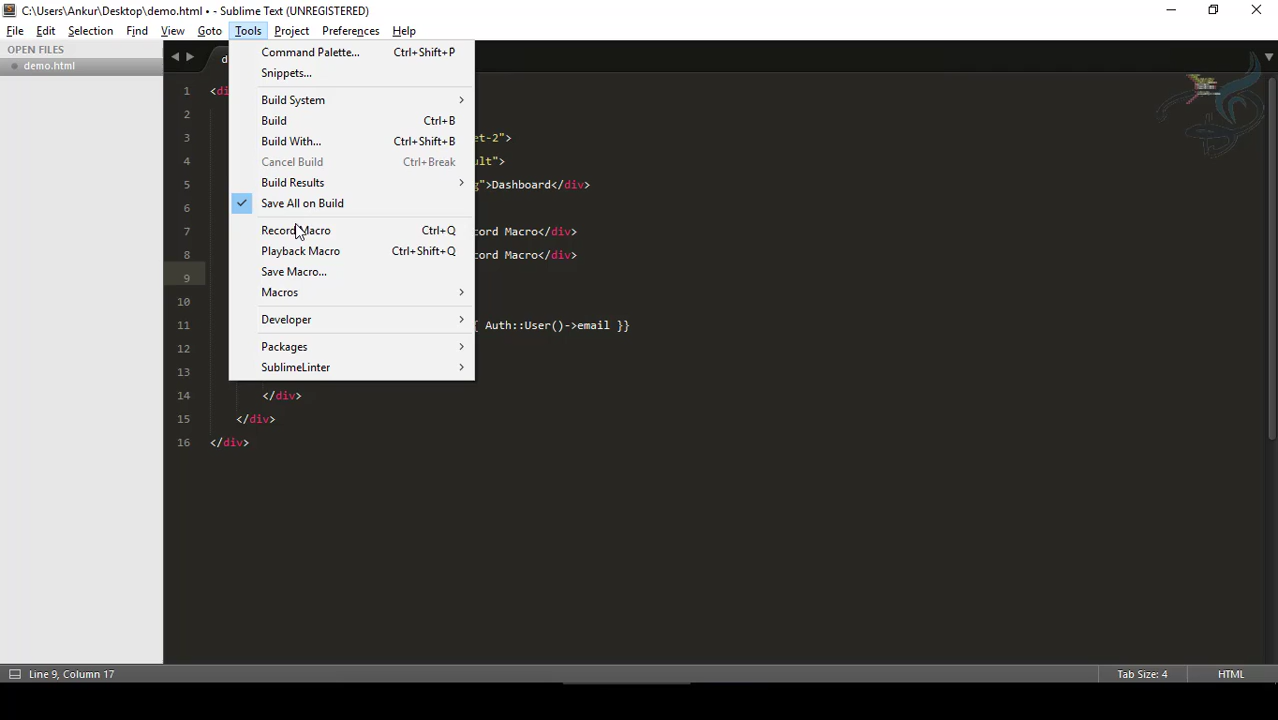 C:\Users\Ankur\Desktop\demo.html • - Sublime Text (UNREGISTERED)
File Edit Selection Find View Goto Tools Project Preferences Help
OPEN FILES
demo.html
Command Palette... Ctrl+Shift+P
Snippets...
Build System
Build Ctrl+B
Build With... Ctrl+Shift+B
Cancel Build Ctrl+Break
Build Results
Save All on Build
Record Macro Ctrl+Q
Playback Macro Ctrl+Shift+Q
Save Macro...
Macros
Developer
Packages
SublimeLinter
d
1 <di
2
3 et-2">
4 ult">
5 g">Dashboard</div>
6
7 cord Macro</div>
8 cord Macro</div>
9
10
11 { Auth::User()->email }}
12
13
14 </div>
15 </div>
16 </div>
Line 9, Column 17 Tab Size: 4 HTML